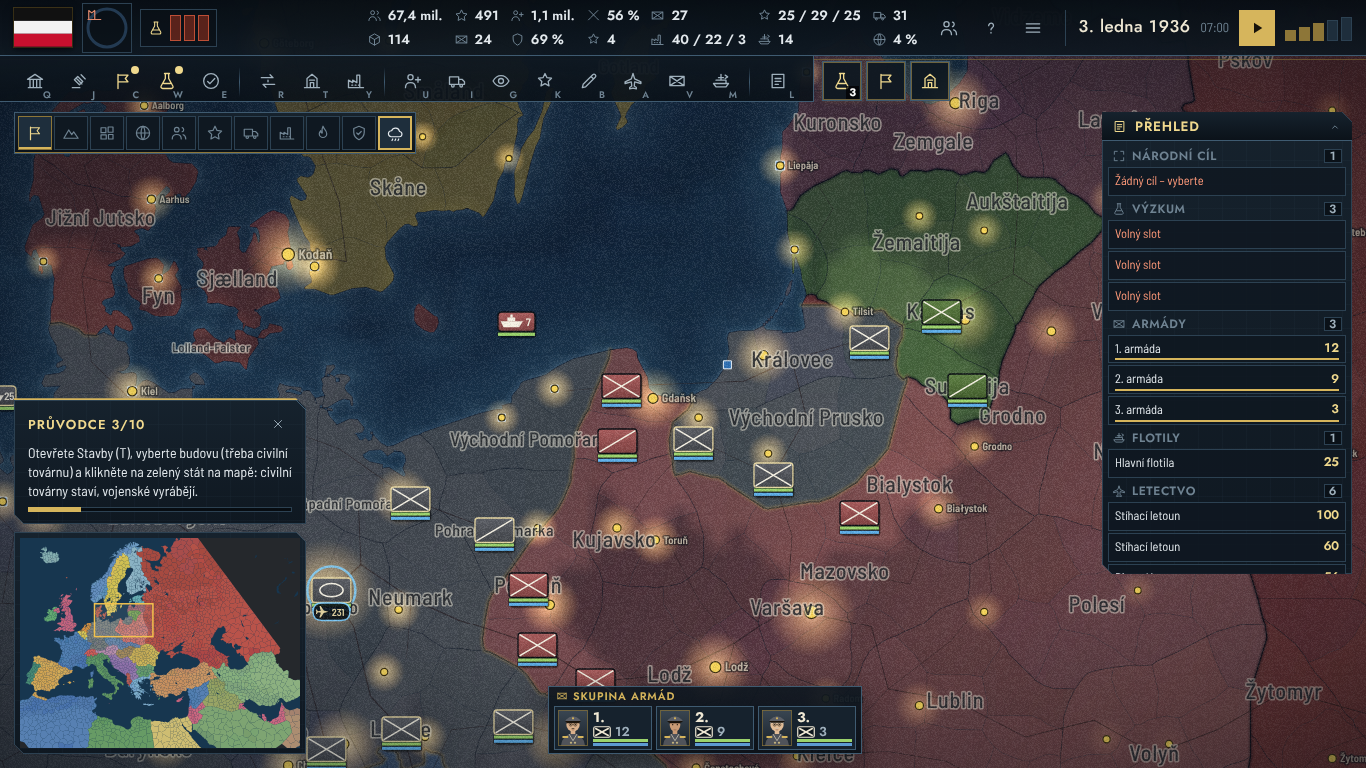 67,4 mil.
491
1,1 mil.
56 %
27
25 / 29 / 25
31
114
24
69 %
4
40 / 22 / 3
14
4 %
?
3. ledna 1936
07:00
Q
J
C
W
E
R
T
Y
U
I
G
K
B
A
V
M
L
3
Pskov
Aalborg
Riga
Kuronsko
Zemgale
Liepāja
Skåne
Aukštaitija
Aarhus
Jižní Jutsko
Žemaitija
Kodaň
Sjælland
Fyn
Tilsit
7
Lolland-Falster
Královec
Kiel
25
Gdaňsk
Grodno
Východní Prusko
Grodno
Bialystok
Białystok
Kujavsko
Toruň
Mazovsko
Neumark
Varšava
Polesí
231
Lodž
Lodž
Lublin
Žytomyr
Volyň
PŘEHLED
NÁRODNÍ CÍL
1
Žádný cíl – vyberte
VÝZKUM
3
Volný slot
Volný slot
Volný slot
ARMÁDY
3
1. armáda
12
2. armáda
9
3. armáda
3
FLOTILY
1
Hlavní flotila
25
LETECTVO
6
Stíhací letoun
100
Stíhací letoun
60
PRŮVODCE 3/10
Otevřete Stavby (T), vyberte budovu (třeba civilní
továrnu) a klikněte na zelený stát na mapě: civilní
továrny staví, vojenské vyrábějí.
SKUPINA ARMÁD
1.
12
2.
9
3.
3